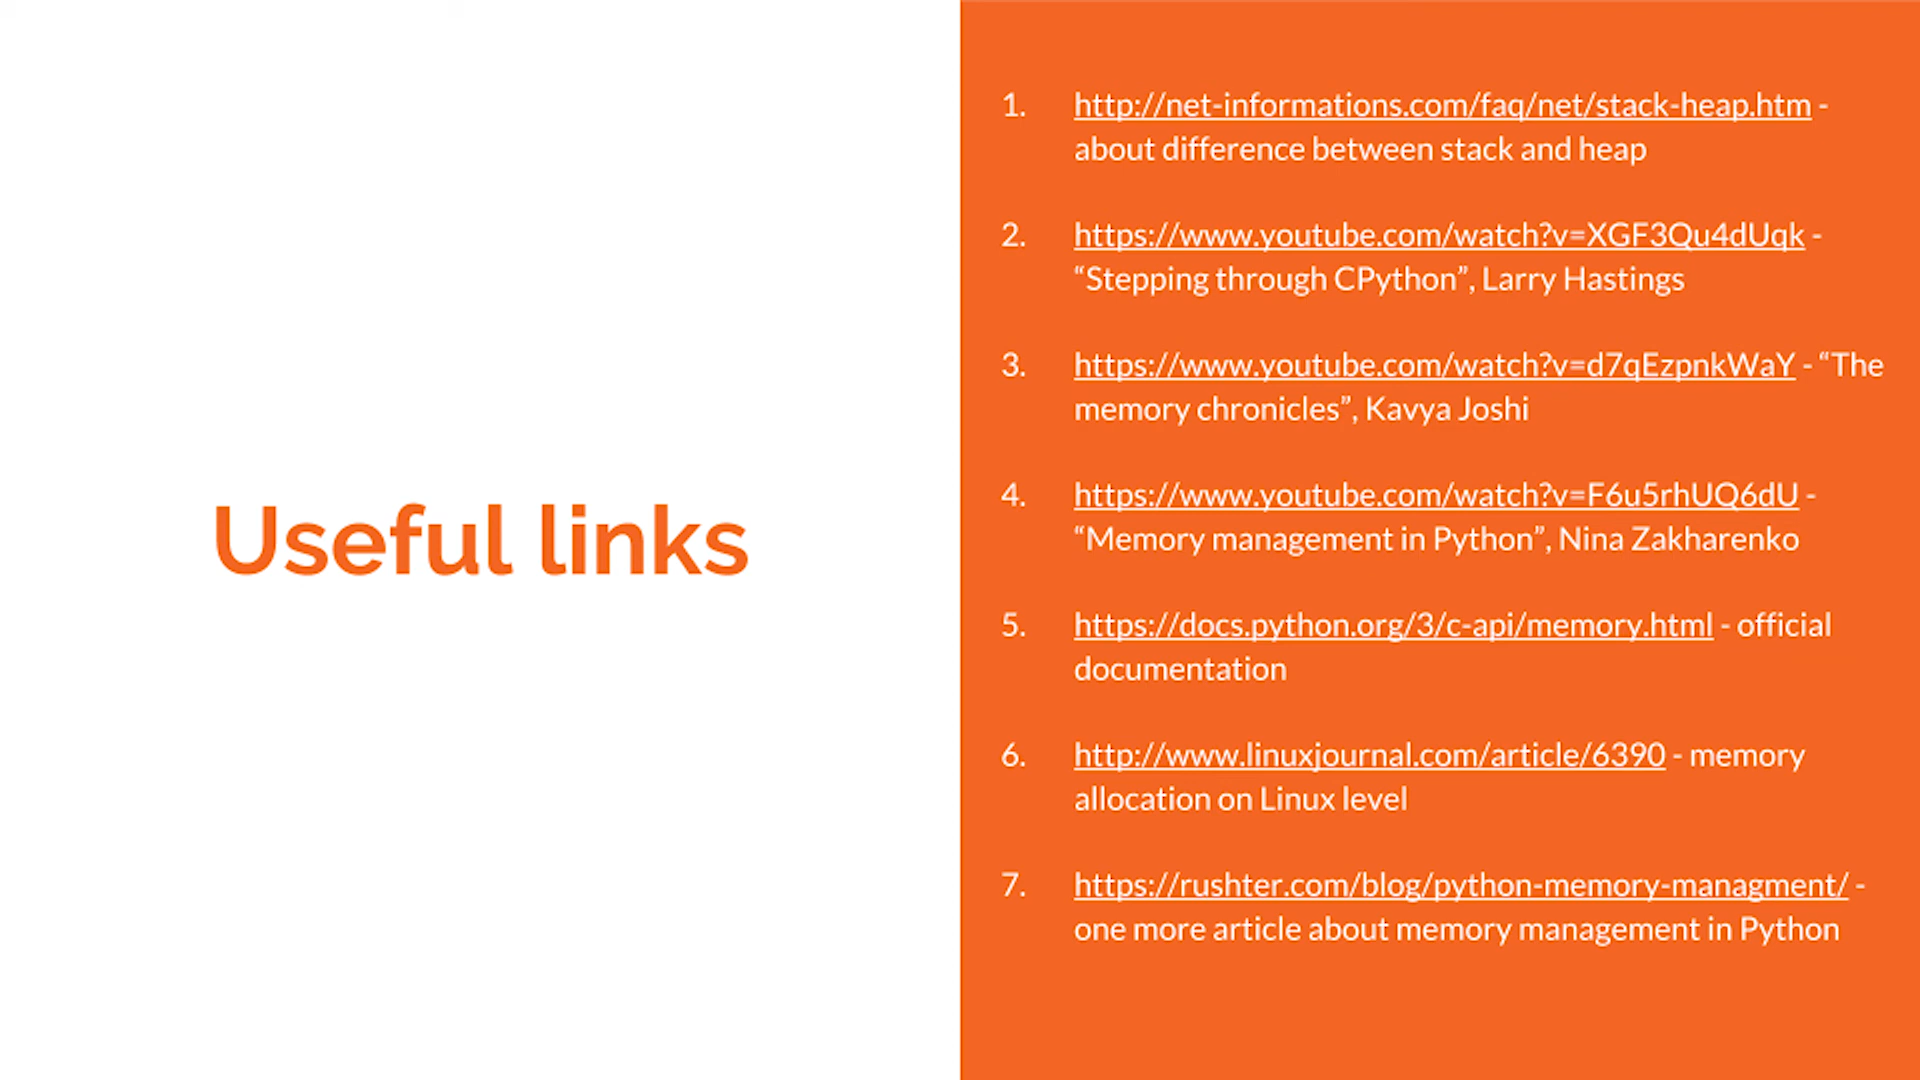 Useful links
1. http://net-informations.com/faq/net/stack-heap.htm -
about difference between stack and heap
2. https://www.youtube.com/watch?v=XGF3Qu4dUqk -
“Stepping through CPython”, Larry Hastings
3. https://www.youtube.com/watch?v=d7qEzpnkWaY - “The
memory chronicles”, Kavya Joshi
4. https://www.youtube.com/watch?v=F6u5rhUQ6dU -
“Memory management in Python”, Nina Zakharenko
5. https://docs.python.org/3/c-api/memory.html - official
documentation
6. http://www.linuxjournal.com/article/6390 - memory
allocation on Linux level
7. https://rushter.com/blog/python-memory-managment/ -
one more article about memory management in Python